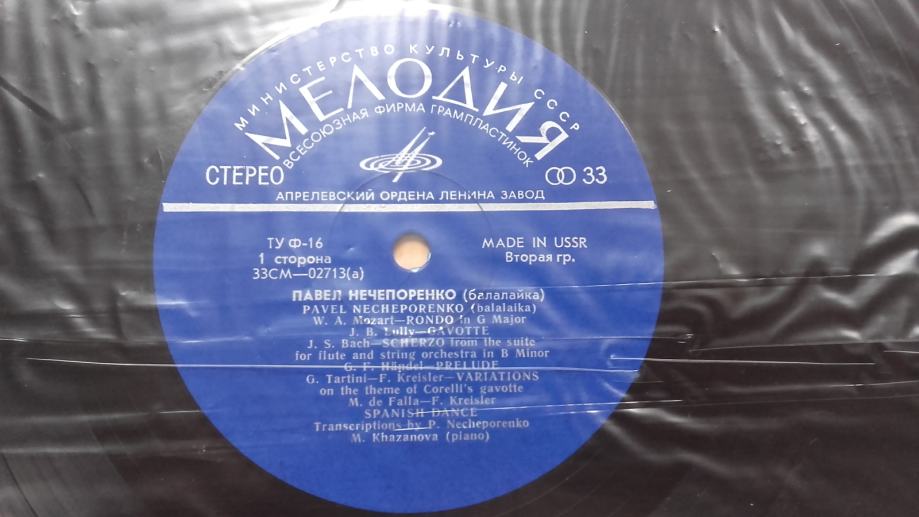 МИНИСТЕРСТВО КУЛЬТУРЫ СССР
МЕЛОДИЯ
ВСЕСОЮЗНАЯ ФИРМА ГРАМПЛАСТИНОК
СТЕРЕО 33
АПРЕЛЕВСКИЙ ОРДЕНА ЛЕНИНА ЗАВОД
ТУ Ф-16 MADE IN USSR
1 сторона Вторая гр.
33СМ—02713(а)
ПАВЕЛ НЕЧЕПОРЕНКО (балалайка)
PAVEL NECHEPORENKO (balalaika)
W. A. Mozart—RONDO in G Major
J. B. Lully—GAVOTTE
J. S. Bach—SCHERZO from the suite
for flute and string orchestra in B Minor
G. F. Händel—PRELUDE
G. Tartini—F. Kreisler—VARIATIONS
on the theme of Corelli's gavotte
M. de Falla—F. Kreisler
SPANISH DANCE
Transcriptions by P. Necheporenko
M. Khazanova (piano)